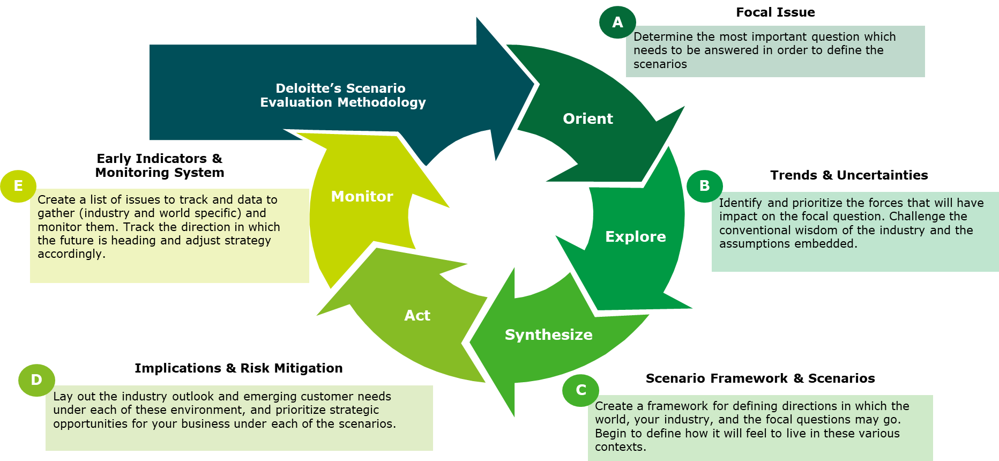 Deloitte’s Scenario
Evaluation Methodology
A
Focal Issue
Determine the most important question which
needs to be answered in order to define the
scenarios
Orient
B
Trends & Uncertainties
Identify and prioritize the forces that will have
impact on the focal question. Challenge the
conventional wisdom of the industry and the
assumptions embedded.
Explore
C
Scenario Framework & Scenarios
Create a framework for defining directions in which the
world, your industry, and the focal questions may go.
Begin to define how it will feel to live in these various
contexts.
Synthesize
D
Implications & Risk Mitigation
Lay out the industry outlook and emerging customer needs
under each of these environment, and prioritize strategic
opportunities for your business under each of the scenarios.
Act
E
Early Indicators &
Monitoring System
Create a list of issues to track and data to
gather (industry and world specific) and
monitor them. Track the direction in which
the future is heading and adjust strategy
accordingly.
Monitor